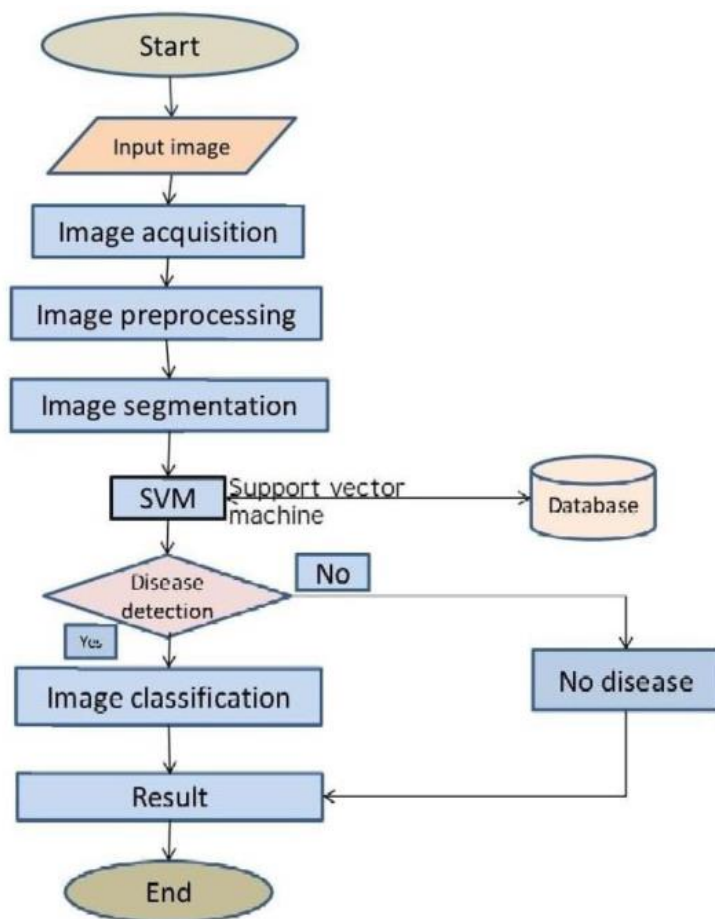 Start
Input image
Image acquisition
Image preprocessing
Image segmentation
SVM
Support vector
machine
Database
Disease
detection
No
Yes
Image classification
No disease
Result
End